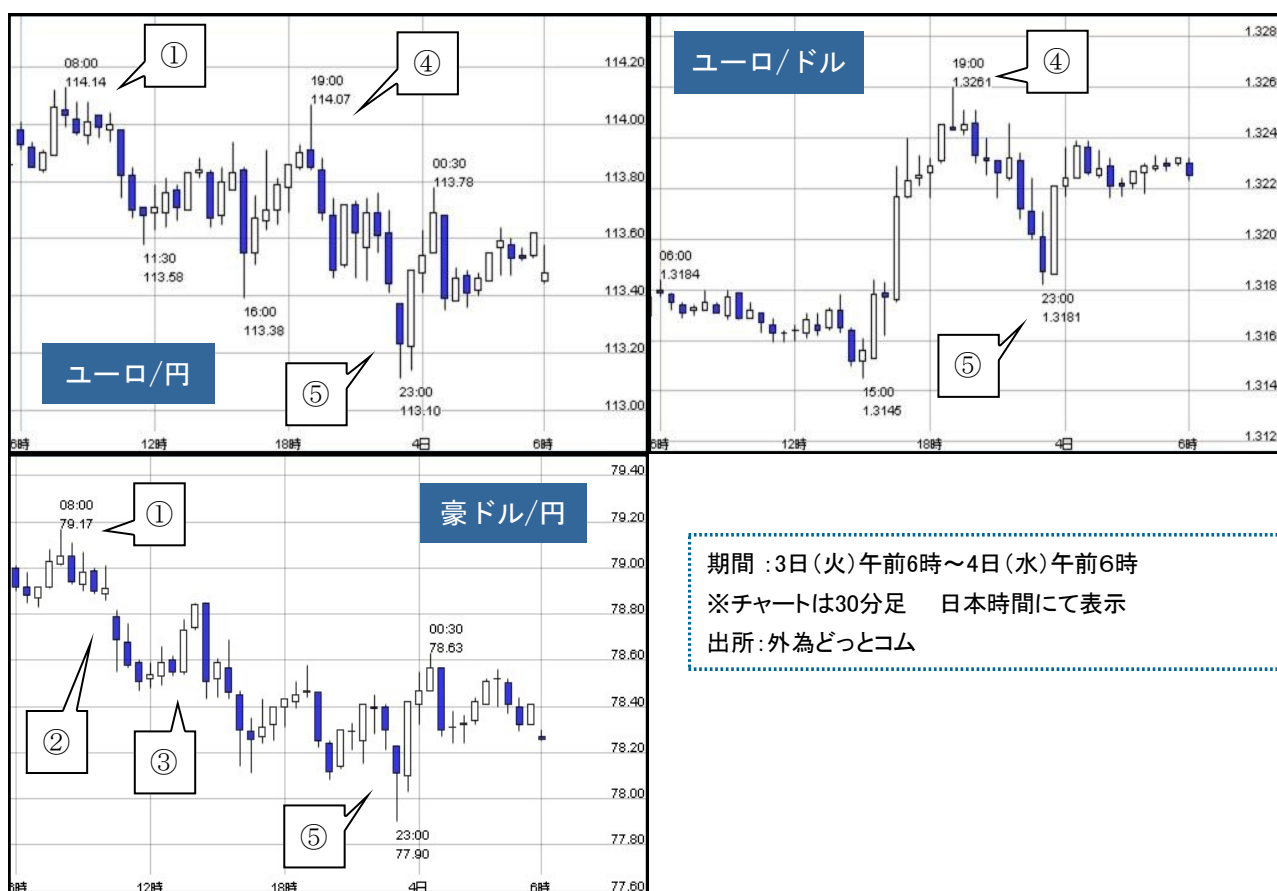 08:00
114.14
①
19:00
114.07
④
00:30
113.78
11:30
113.58
16:00
113.38
⑤
23:00
113.10
ユーロ/円
114.20
114.00
113.80
113.60
113.40
113.20
113.00
6時
12時
18時
4日
6時
ユーロ/ドル
19:00
1.3261
④
06:00
1.3184
15:00
1.3145
23:00
1.3181
⑤
1.328
1.326
1.324
1.322
1.320
1.318
1.316
1.314
1.312
6時
12時
18時
4日
6時
08:00
79.17
①
豪ドル/円
②
③
00:30
78.63
⑤
23:00
77.90
79.40
79.20
79.00
78.80
78.60
78.40
78.20
78.00
77.80
77.60
6時
12時
18時
4日
6時
期間:3日(火)午前6時~4日(水)午前6時
※チャートは30分足 日本時間にて表示
出所:外為どっとコム